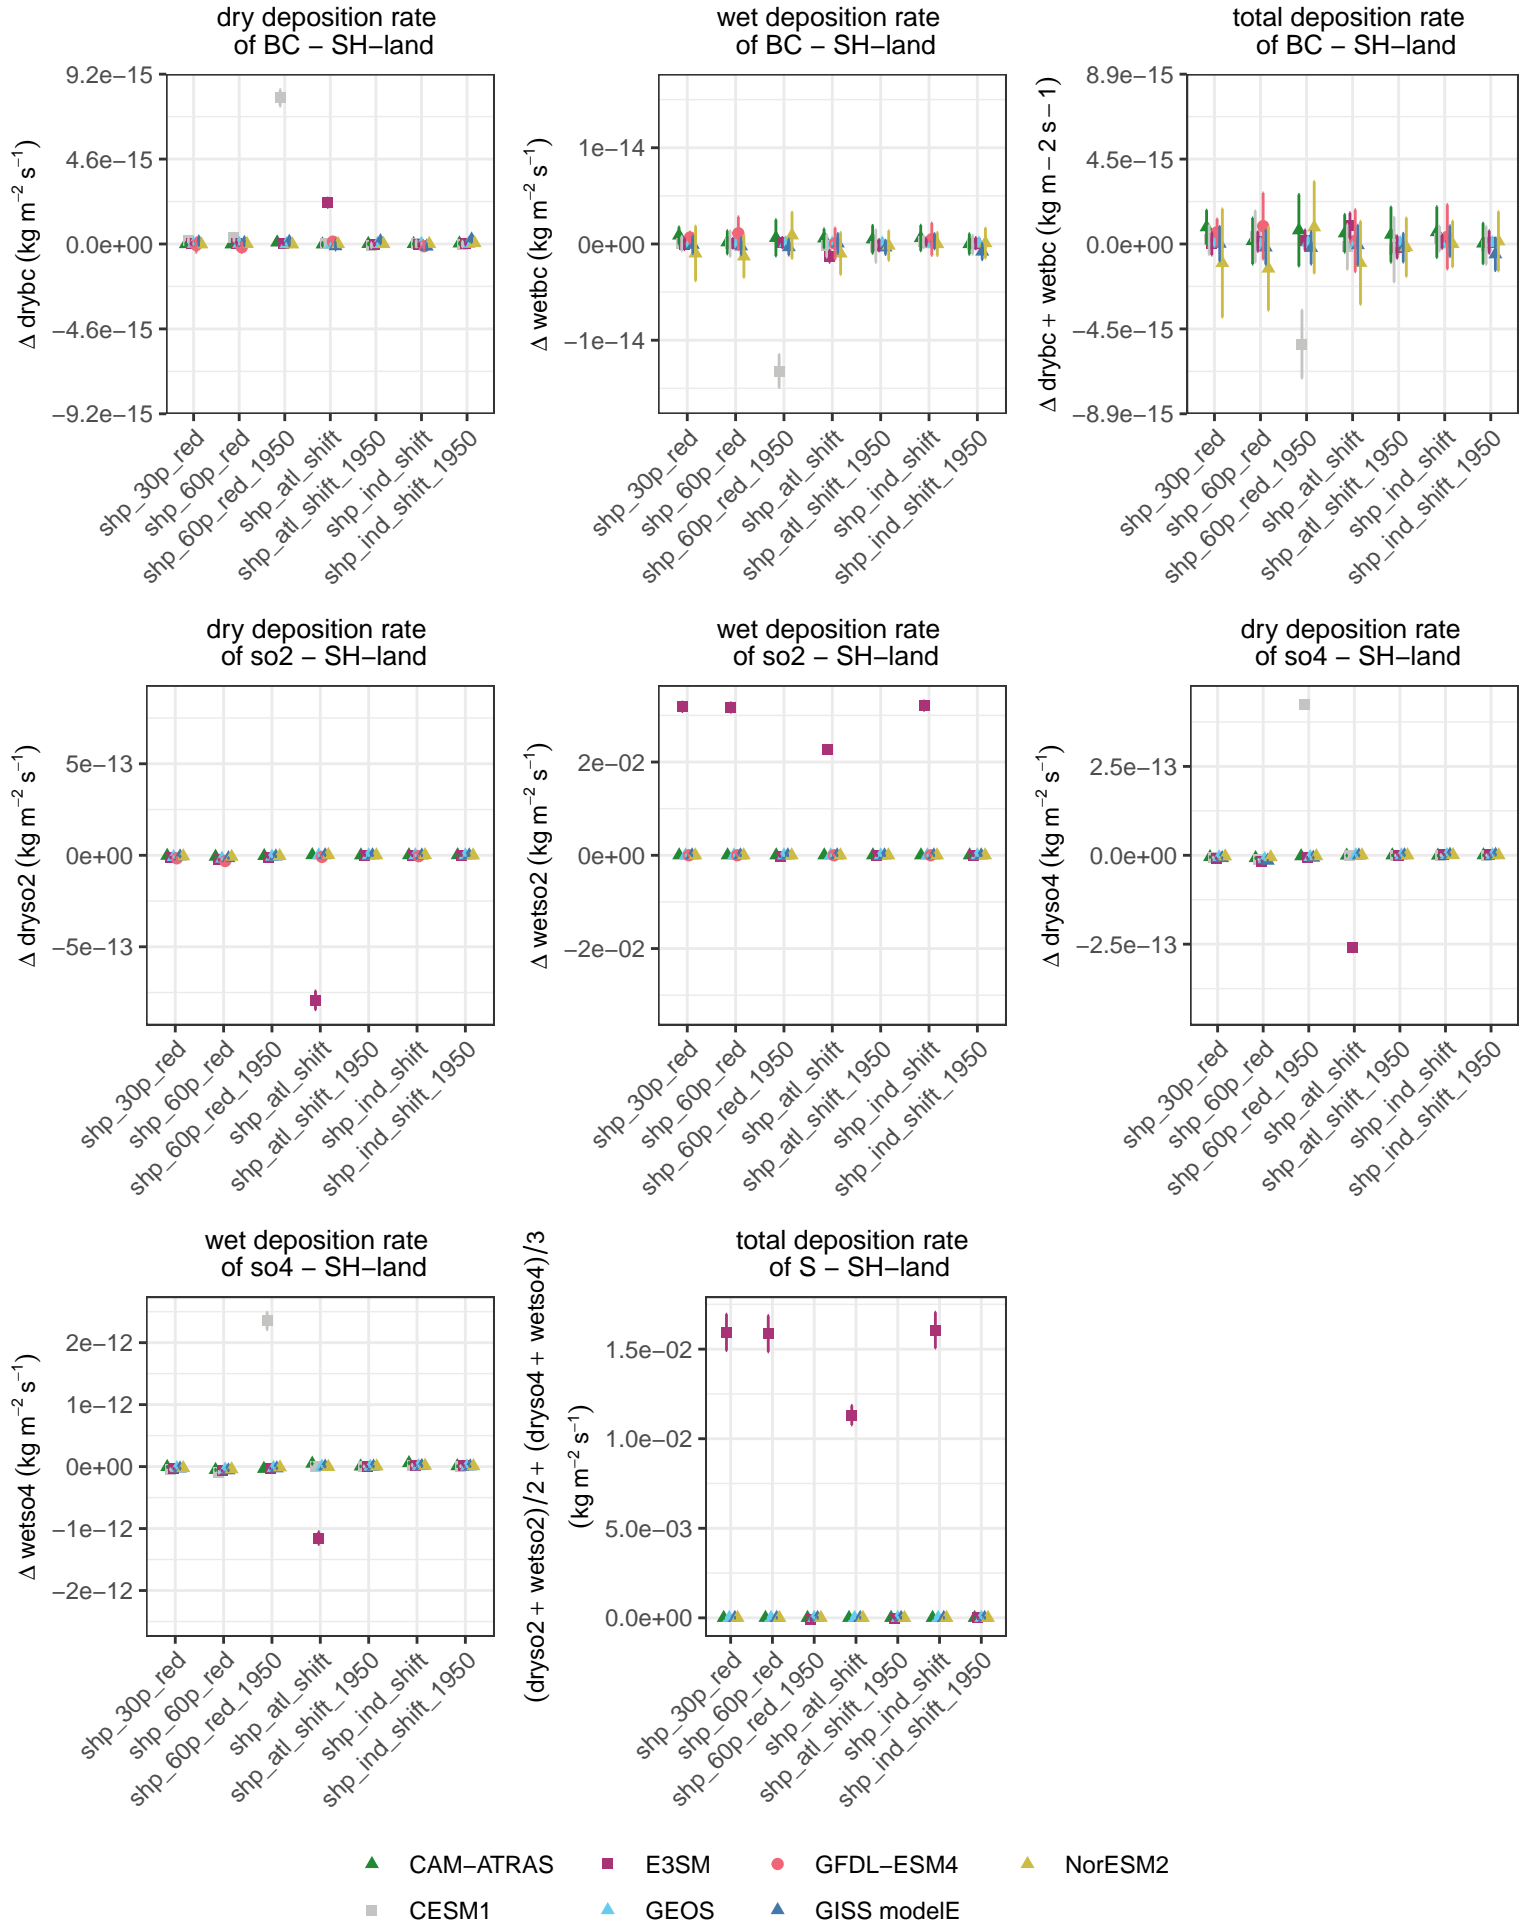 dry deposition rate
of BC − SH−land
Δ drybc (kg m⁻² s⁻¹)
9.2e−15
4.6e−15
0.0e+00
−4.6e−15
−9.2e−15
shp_30p_red
shp_60p_red
shp_60p_red_1950
shp_atl_shift
shp_atl_shift_1950
shp_ind_shift
shp_ind_shift_1950
wet deposition rate
of BC − SH−land
Δ wetbc (kg m⁻² s⁻¹)
1e−14
0e+00
−1e−14
shp_30p_red
shp_60p_red
shp_60p_red_1950
shp_atl_shift
shp_atl_shift_1950
shp_ind_shift
shp_ind_shift_1950
total deposition rate
of BC − SH−land
Δ drybc + wetbc (kg m − 2 s − 1)
8.9e−15
4.5e−15
0.0e+00
−4.5e−15
−8.9e−15
shp_30p_red
shp_60p_red
shp_60p_red_1950
shp_atl_shift
shp_atl_shift_1950
shp_ind_shift
shp_ind_shift_1950
dry deposition rate
of so2 − SH−land
Δ dryso2 (kg m⁻² s⁻¹)
5e−13
0e+00
−5e−13
shp_30p_red
shp_60p_red
shp_60p_red_1950
shp_atl_shift
shp_atl_shift_1950
shp_ind_shift
shp_ind_shift_1950
wet deposition rate
of so2 − SH−land
Δ wetso2 (kg m⁻² s⁻¹)
2e−02
0e+00
−2e−02
shp_30p_red
shp_60p_red
shp_60p_red_1950
shp_atl_shift
shp_atl_shift_1950
shp_ind_shift
shp_ind_shift_1950
dry deposition rate
of so4 − SH−land
Δ dryso4 (kg m⁻² s⁻¹)
2.5e−13
0.0e+00
−2.5e−13
shp_30p_red
shp_60p_red
shp_60p_red_1950
shp_atl_shift
shp_atl_shift_1950
shp_ind_shift
shp_ind_shift_1950
wet deposition rate
of so4 − SH−land
Δ wetso4 (kg m⁻² s⁻¹)
2e−12
1e−12
0e+00
−1e−12
−2e−12
shp_30p_red
shp_60p_red
shp_60p_red_1950
shp_atl_shift
shp_atl_shift_1950
shp_ind_shift
shp_ind_shift_1950
total deposition rate
of S − SH−land
(dryso2 + wetso2)/2 + (dryso4 + wetso4)/3
(kg m⁻² s⁻¹)
1.5e−02
1.0e−02
5.0e−03
0.0e+00
shp_30p_red
shp_60p_red
shp_60p_red_1950
shp_atl_shift
shp_atl_shift_1950
shp_ind_shift
shp_ind_shift_1950
CAM−ATRAS
E3SM
GFDL−ESM4
NorESM2
CESM1
GEOS
GISS modelE